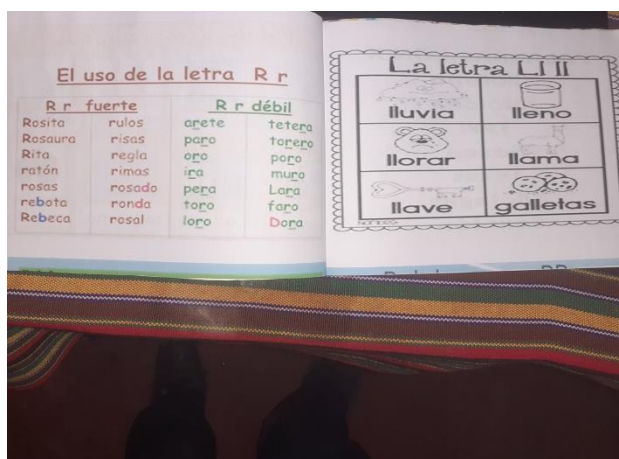 El uso de la letra R r
R r fuerte
R r débil
Rosita rulos arete tetera
Rosaura risas paro torero
Rita regla oro poro
ratón rimas ira muro
rosas rosado pera Lara
rebota ronda toro faro
Rebeca rosal loro Dora
La letra Ll ll
lluvia lleno
llorar llama
llave galletas